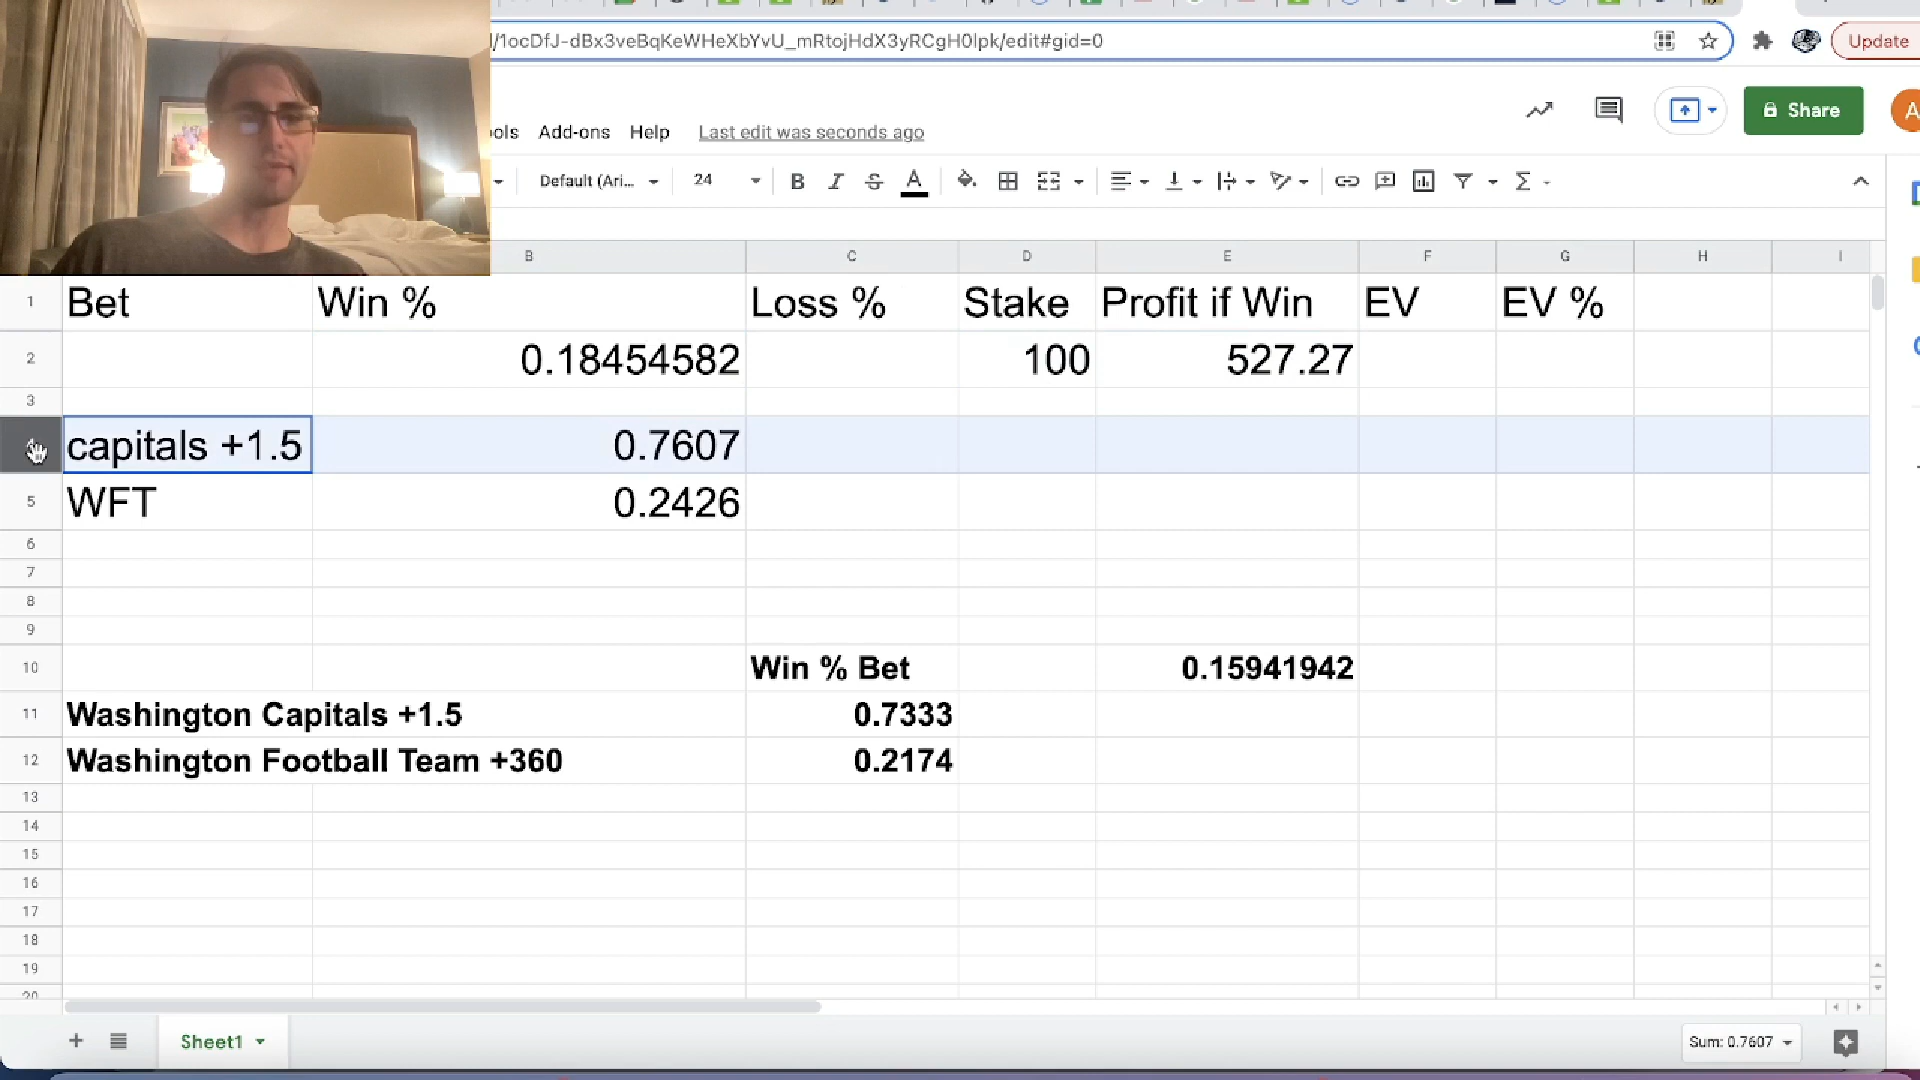 /1ocDfJ-dBx3veBqKeWHeXbYvU_mRtojHdX3yRCgH0lpk/edit#gid=0
Update
ols Add-ons Help Last edit was seconds ago
Share
A
Default (Ari... 24
B C D E F G H I
1 Bet Win % Loss % Stake Profit if Win EV EV %
2 0.18454582 100 527.27
3
capitals +1.5 0.7607
5 WFT 0.2426
6
7
8
9
10 Win % Bet 0.15941942
11 Washington Capitals +1.5 0.7333
12 Washington Football Team +360 0.2174
13
14
15
16
17
18
19
20
Sheet1
Sum: 0.7607